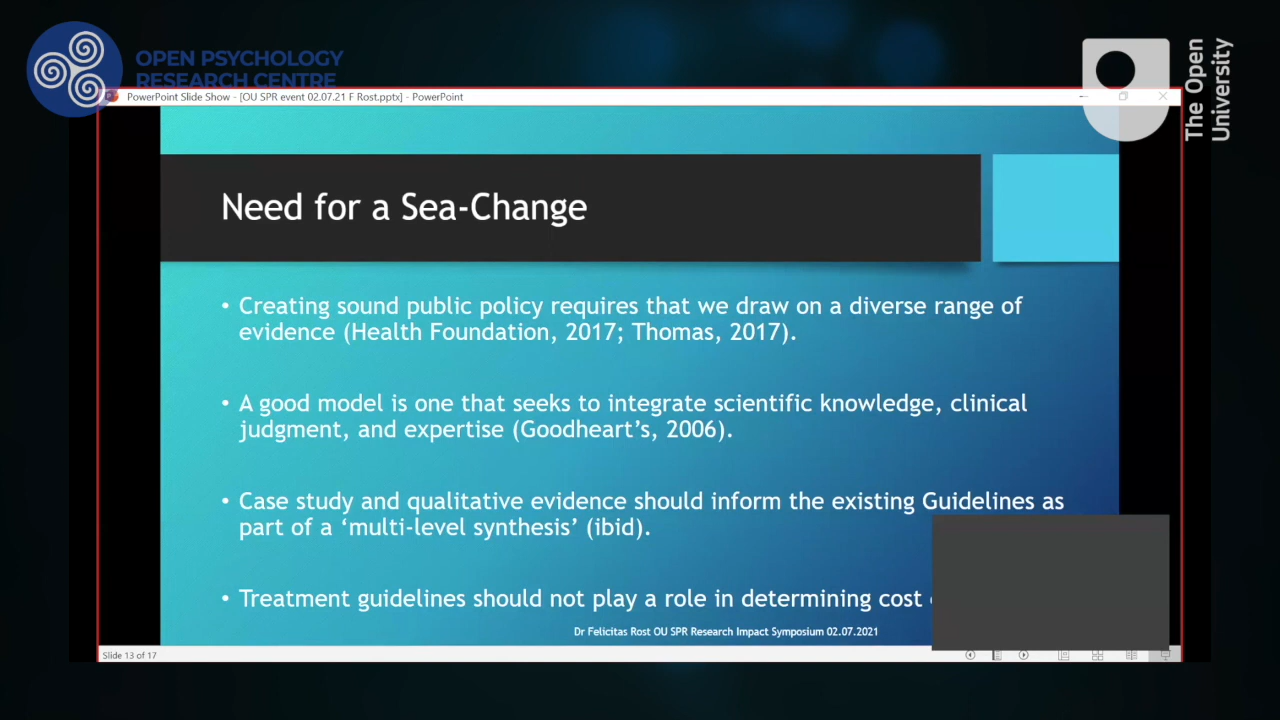 OPEN PSYCHOLOGY
RESEARCH CENTRE
The Open
University
PowerPoint Slide Show - [OU SPR event 02.07.21 F Rost.pptx] - PowerPoint
Need for a Sea-Change
• Creating sound public policy requires that we draw on a diverse range of
evidence (Health Foundation, 2017; Thomas, 2017).
• A good model is one that seeks to integrate scientific knowledge, clinical
judgment, and expertise (Goodheart’s, 2006).
• Case study and qualitative evidence should inform the existing Guidelines as
part of a ‘multi-level synthesis’ (ibid).
• Treatment guidelines should not play a role in determining cost
Dr Felicitas Rost OU SPR Research Impact Symposium 02.07.2021
Slide 13 of 17